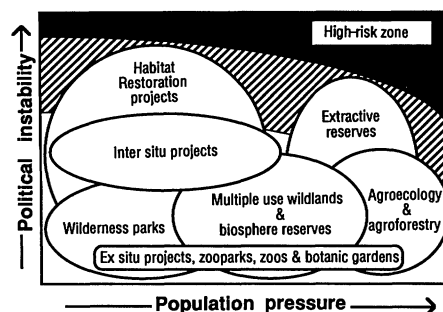 High-risk zone
Habitat
Restoration
projects
Extractive
reserves
Inter situ projects
Multiple use wildlands
&
biosphere reserves
Agroecology
&
agroforestry
Wilderness parks
Ex situ projects, zooparks, zoos & botanic gardens
Political instability
Population pressure